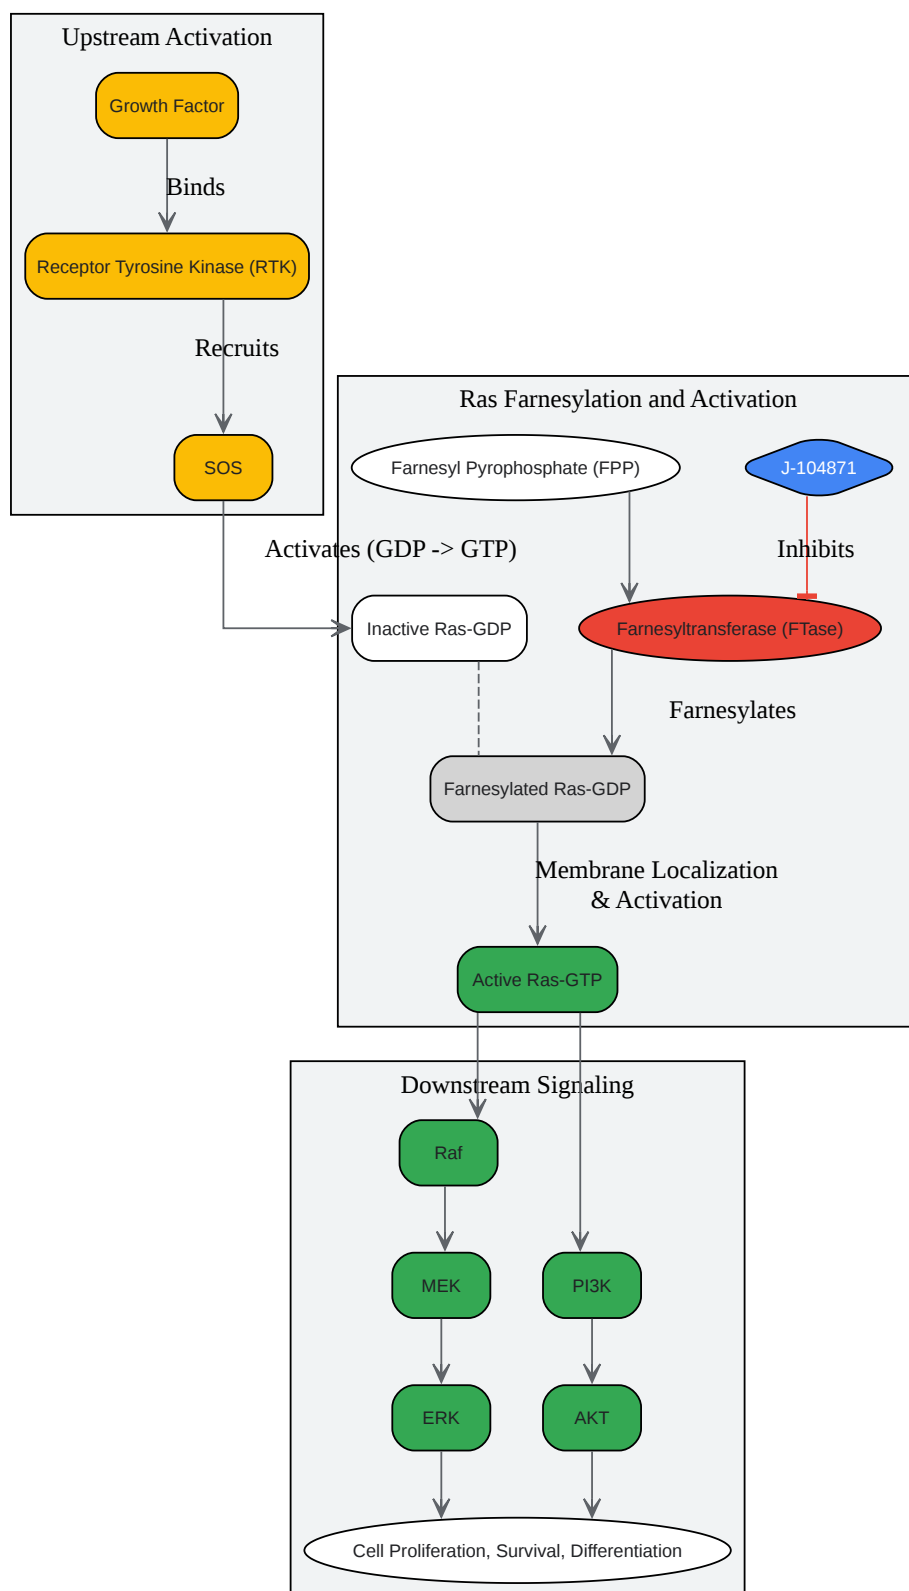 Upstream Activation
Growth Factor
Binds
Receptor Tyrosine Kinase (RTK)
Recruits
SOS
Ras Farnesylation and Activation
Farnesyl Pyrophosphate (FPP)
J-104871
Activates (GDP -> GTP)
Inhibits
Inactive Ras-GDP
Farnesyltransferase (FTase)
Farnesylates
Farnesylated Ras-GDP
Membrane Localization
& Activation
Active Ras-GTP
Downstream Signaling
Raf
MEK
PI3K
ERK
AKT
Cell Proliferation, Survival, Differentiation